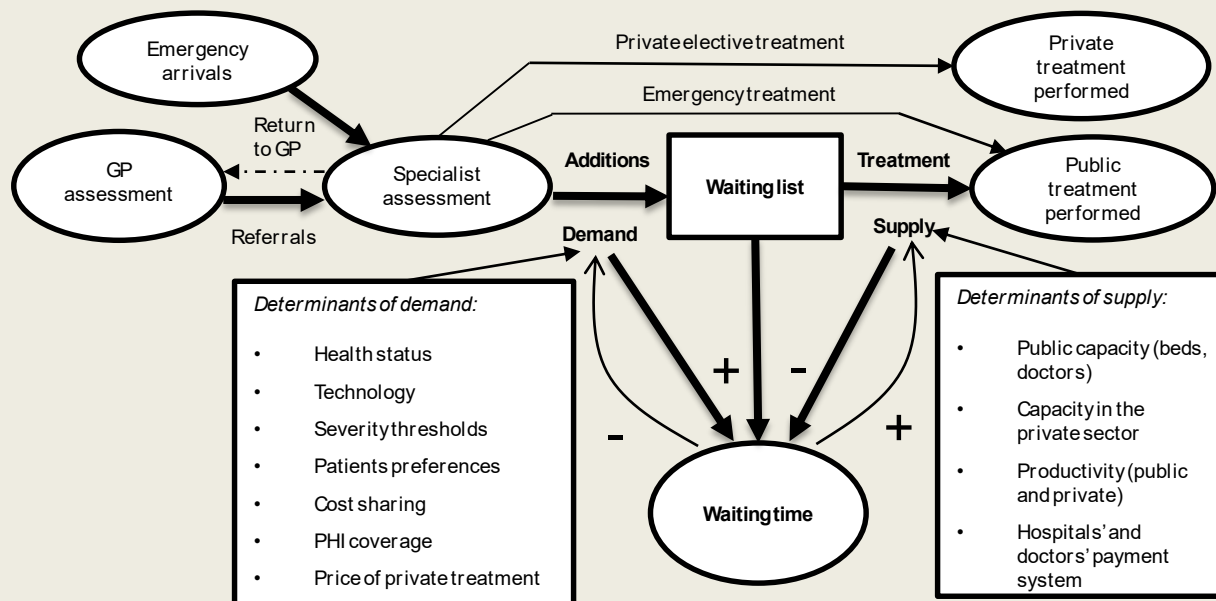 Emergency
arrivals
Private elective treatment
Private
treatment
performed
Emergency treatment
Return
to GP
GP
assessment
Specialist
assessment
Additions
Waiting list
Treatment
Public
treatment
performed
Referrals
Demand
Supply
Determinants of demand:
• Health status
• Technology
• Severity thresholds
• Patients preferences
• Cost sharing
• PHI coverage
• Price of private treatment
+
-
-
+
Waiting time
Determinants of supply:
• Public capacity (beds,
doctors)
• Capacity in the
private sector
• Productivity (public
and private)
• Hospitals' and
doctors' payment
system